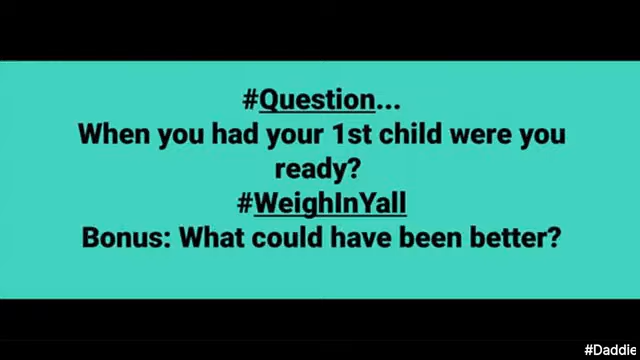 #Question...
When you had your 1st child were you
ready?
#WeighInYall
Bonus: What could have been better?
#Daddie